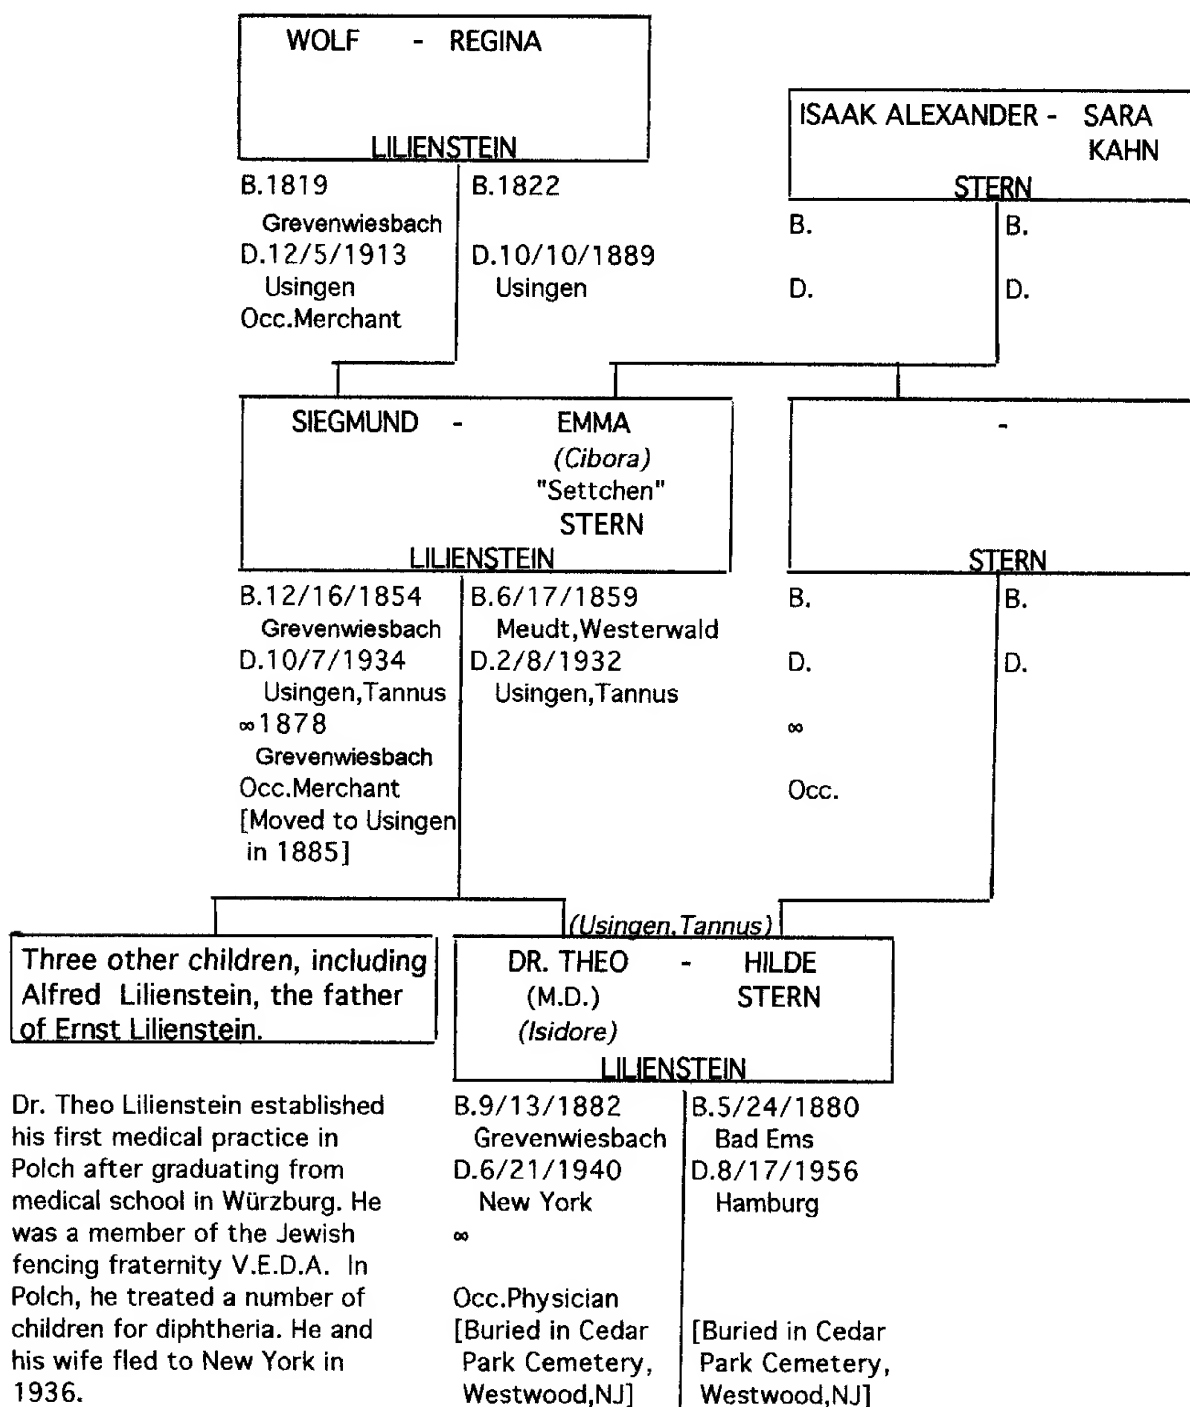 WOLF - REGINA
LILIENSTEIN
B.1819
Grevenwiesbach
D.12/5/1913
Usingen
Occ.Merchant
B.1822
D.10/10/1889
Usingen
ISAAK ALEXANDER - SARA
KAHN
STERN
B.
D.
B.
D.
SIEGMUND - EMMA
(Cibora)
"Settchen"
STERN
LILIENSTEIN
B.12/16/1854
Grevenwiesbach
D.10/7/1934
Usingen,Tannus
∞1878
Grevenwiesbach
Occ.Merchant
[Moved to Usingen
in 1885]
B.6/17/1859
Meudt,Westerwald
D.2/8/1932
Usingen,Tannus
-
STERN
B.
D.
∞
Occ.
B.
D.
Three other children, including
Alfred Lilienstein, the father
of Ernst Lilienstein.
(Usingen,Tannus)
DR. THEO - HILDE
(M.D.) STERN
(Isidore)
LILIENSTEIN
Dr. Theo Lilienstein established
his first medical practice in
Polch after graduating from
medical school in Würzburg. He
was a member of the Jewish
fencing fraternity V.E.D.A. In
Polch, he treated a number of
children for diphtheria. He and
his wife fled to New York in
1936.
B.9/13/1882
Grevenwiesbach
D.6/21/1940
New York
∞
Occ.Physician
[Buried in Cedar
Park Cemetery,
Westwood,NJ]
B.5/24/1880
Bad Ems
D.8/17/1956
Hamburg
[Buried in Cedar
Park Cemetery,
Westwood,NJ]